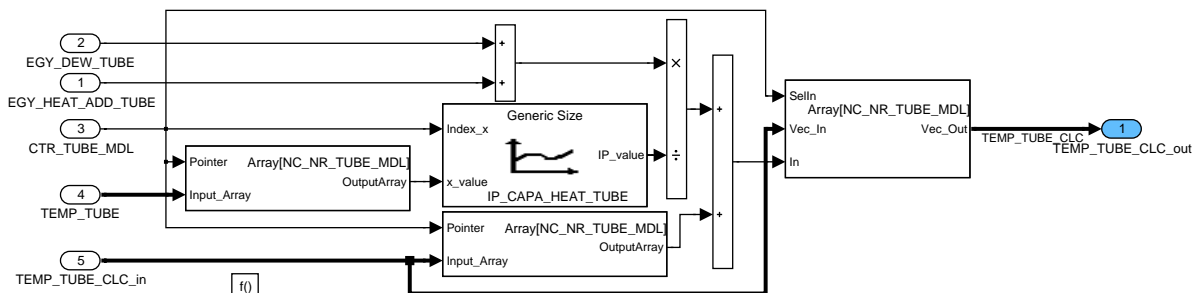 2
EGY_DEW_TUBE
1
EGY_HEAT_ADD_TUBE
3
CTR_TUBE_MDL
4
TEMP_TUBE
5
TEMP_TUBE_CLC_in
f()
Pointer
Array[NC_NR_TUBE_MDL]
OutputArray
Input_Array
+
+
Generic Size
Index_x
IP_value
x_value
IP_CAPA_HEAT_TUBE
Pointer
Array[NC_NR_TUBE_MDL]
OutputArray
Input_Array
×
÷
+
+
SelIn
Array[NC_NR_TUBE_MDL]
Vec_In
Vec_Out
In
TEMP_TUBE_CLC
1
TEMP_TUBE_CLC_out